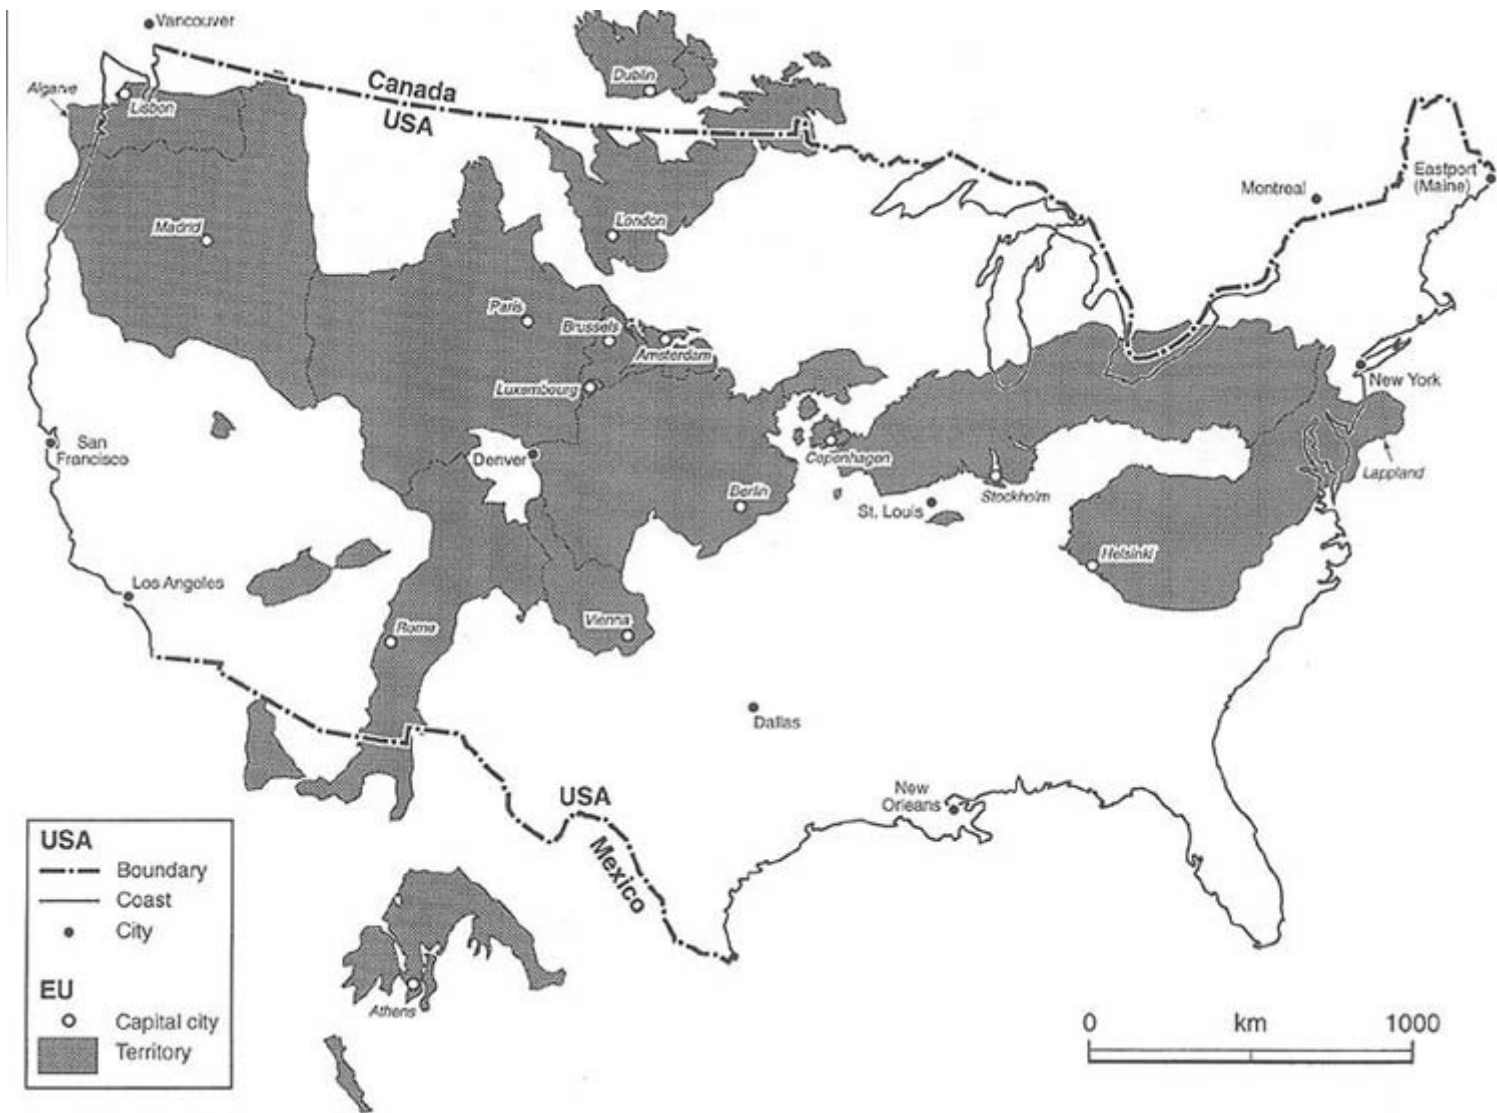 Vancouver
Algarve
Lisbon
Canada
USA
Dublin
Montreal
Eastport
(Maine)
Madrid
London
Paris
Brussels
Amsterdam
Luxembourg
New York
San
Francisco
Denver
Copenhagen
Lappland
Berlin
Stockholm
St. Louis
Helsinki
Los Angeles
Rome
Vienna
Dallas
New
Orleans
USA
Mexico
Athens
USA
Boundary
Coast
City
EU
Capital city
Territory
0 km 1000